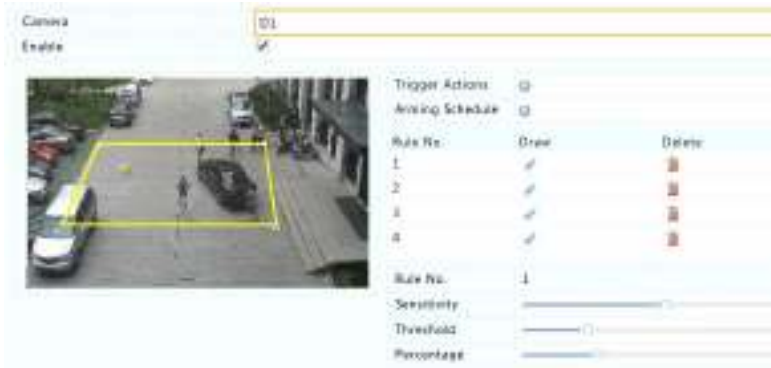 Camera
D1
Enable
Trigger Actions
Arming Schedule
Rule No. Draw Delete
1
2
3
4
Rule No. 1
Sensitivity
Threshold
Percentage